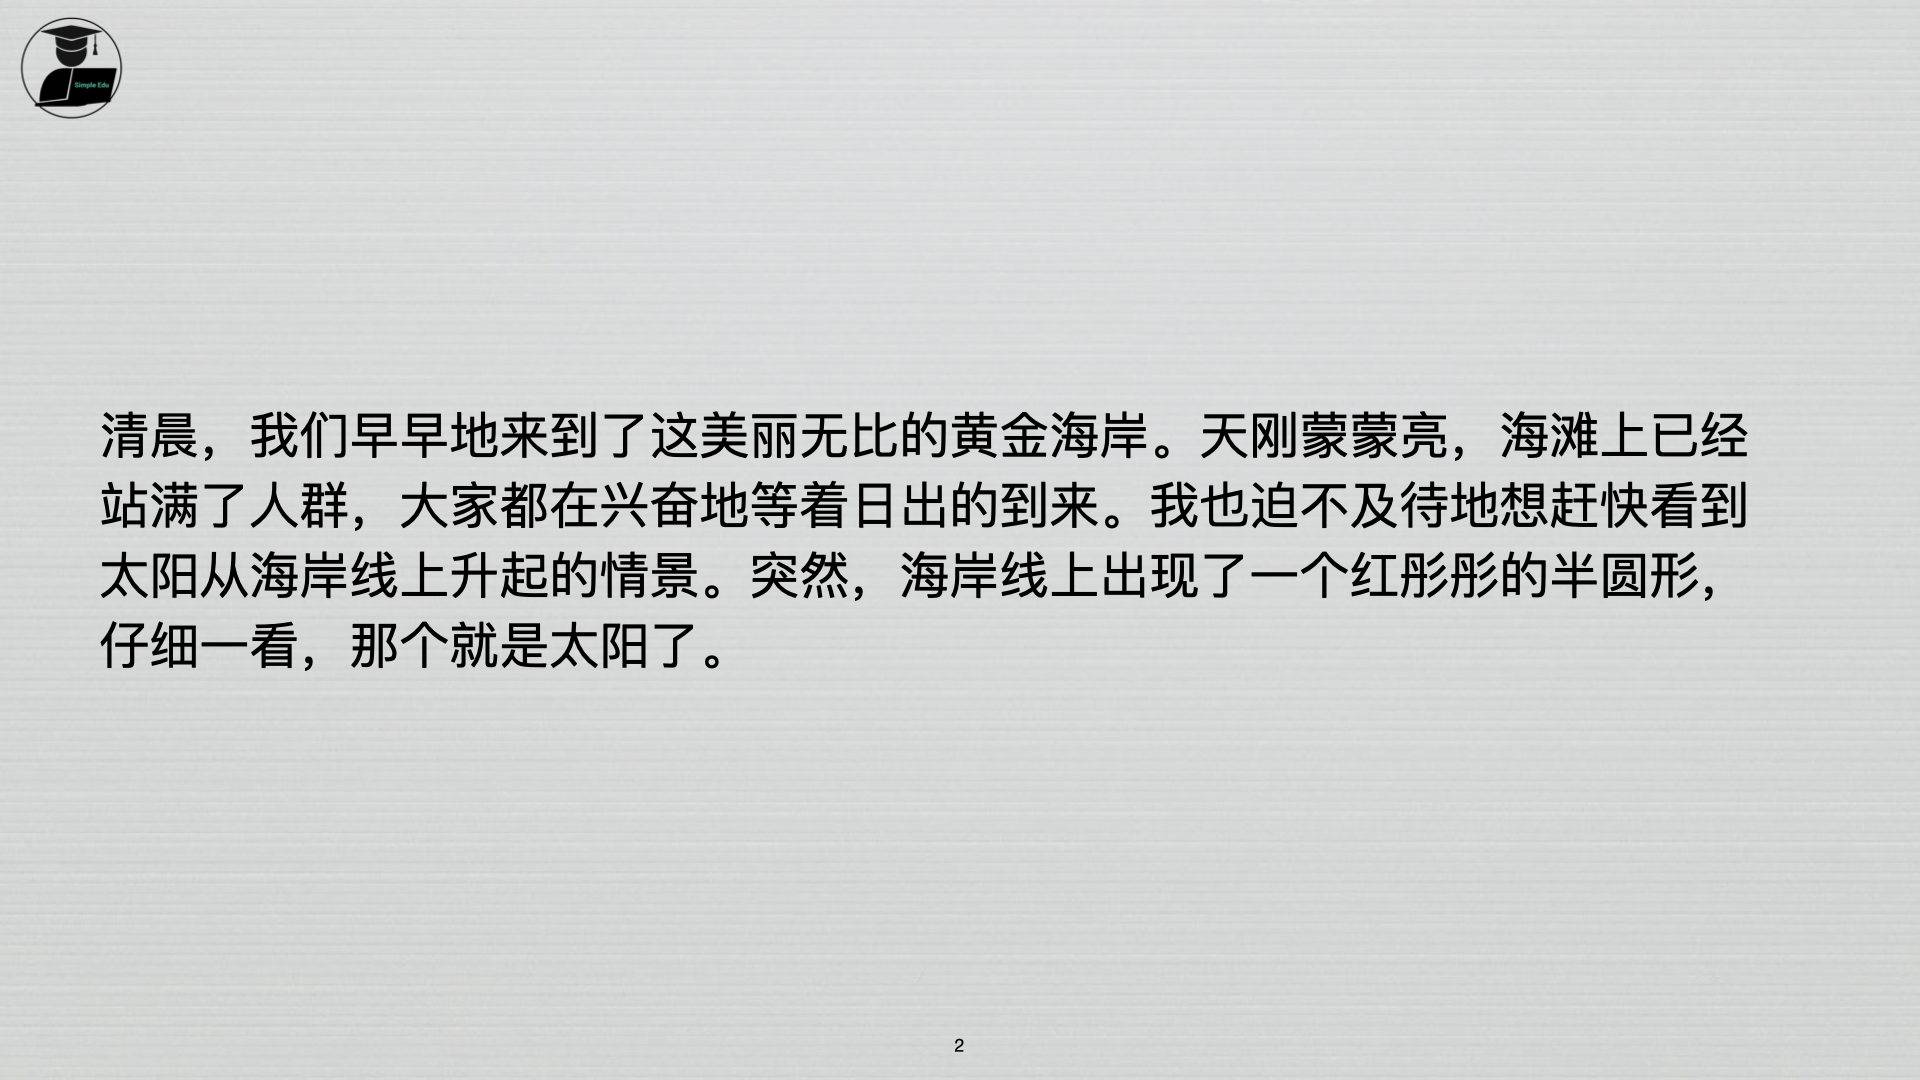 Simple Edu
清晨，我们早早地来到了这美丽无比的黄金海岸。天刚蒙蒙亮，海滩上已经
站满了人群，大家都在兴奋地等着日出的到来。我也迫不及待地想赶快看到
太阳从海岸线上升起的情景。突然，海岸线上出现了一个红彤彤的半圆形，
仔细一看，那个就是太阳了。
2